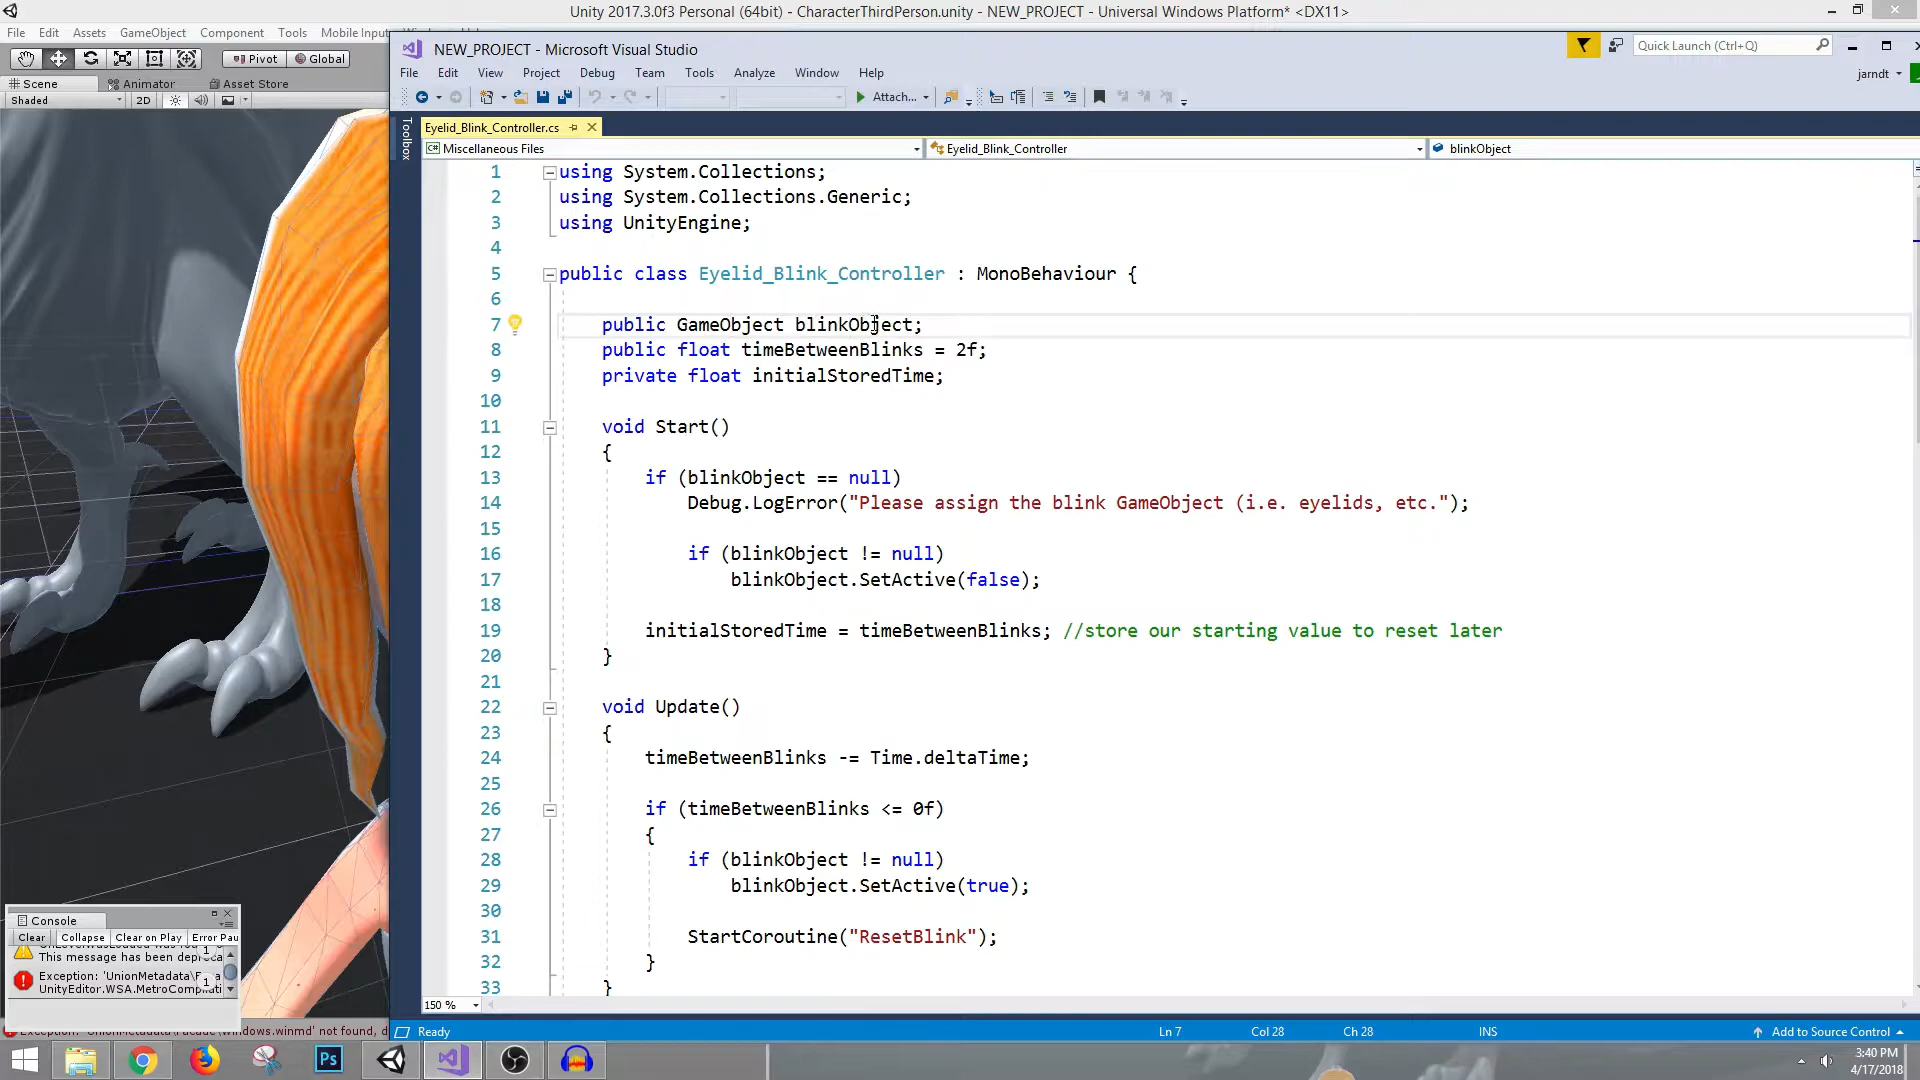 Unity 2017.3.0f3 Personal (64bit) - CharacterThirdPerson.unity - NEW_PROJECT - Universal Windows Platform* <DX11>
File Edit Assets GameObject Component Tools Mobile Input
Pivot Global
Scene Animator Asset Store
Shaded 2D
NEW_PROJECT - Microsoft Visual Studio
Quick Launch (Ctrl+Q)
File Edit View Project Debug Team Tools Analyze Window Help
jarndt
Attach...
Toolbox
Eyelid_Blink_Controller.cs
C# Miscellaneous Files
Eyelid_Blink_Controller
blinkObject
1 using System.Collections;
2 using System.Collections.Generic;
3 using UnityEngine;
4
5 public class Eyelid_Blink_Controller : MonoBehaviour {
6
7 public GameObject blinkObject;
8 public float timeBetweenBlinks = 2f;
9 private float initialStoredTime;
10
11 void Start()
12 {
13 if (blinkObject == null)
14 Debug.LogError("Please assign the blink GameObject (i.e. eyelids, etc.");
15
16 if (blinkObject != null)
17 blinkObject.SetActive(false);
18
19 initialStoredTime = timeBetweenBlinks; //store our starting value to reset later
20 }
21
22 void Update()
23 {
24 timeBetweenBlinks -= Time.deltaTime;
25
26 if (timeBetweenBlinks <= 0f)
27 {
28 if (blinkObject != null)
29 blinkObject.SetActive(true);
30
31 StartCoroutine("ResetBlink");
32 }
33 }
150 %
Console
Clear Collapse Clear on Play Error Pau
This message has been depreca
1
Exception: 'UnionMetadata\F
UnityEditor.WSA.MetroCompilati
1
Ready Ln 7 Col 28 Ch 28 INS Add to Source Control
Ps
3:40 PM
4/17/2018